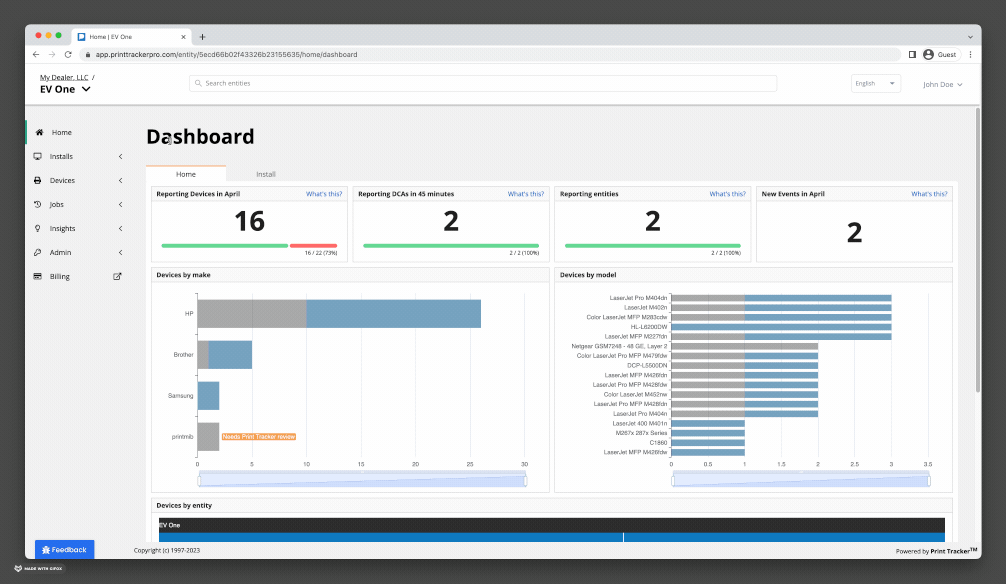 Home | EV One
app.printtrackerpro.com/entity/5ecd66b02f43326b23155635/home/dashboard
Guest
My Dealer, LLC /
EV One
Search entities
English
John Doe
Home
Installs
Devices
Jobs
Insights
Admin
Billing
Dashboard
Home
Install
Reporting Devices in April
What's this?
16
16 / 22 (73%)
Reporting DCAs in 45 minutes
What's this?
2
2 / 2 (100%)
Reporting entities
What's this?
2
2 / 2 (100%)
New Events in April
What's this?
2
Devices by make
HP
Brother
Samsung
printmib
Needs Print Tracker review
0 5 10 15 20 25 30
Devices by model
LaserJet Pro M404dn
LaserJet M402n
Color LaserJet MFP M283cdw
HL-L6200DW
LaserJet MFP M227fdn
Netgear GSM7248 - 48 GE, Layer 2
Color LaserJet Pro MFP M479fdw
DCP-L5500DN
LaserJet MFP M426fdn
LaserJet Pro MFP M428fdw
Color LaserJet M452nw
LaserJet Pro MFP M428fdn
LaserJet Pro M404n
LaserJet 400 M401n
M267x 287x Series
C1860
LaserJet MFP M426fdw
0 0.5 1 1.5 2 2.5 3 3.5
Devices by entity
EV One
Feedback
Copyright (c) 1997-2023
Powered by Print Tracker™
MADE WITH GIFOX